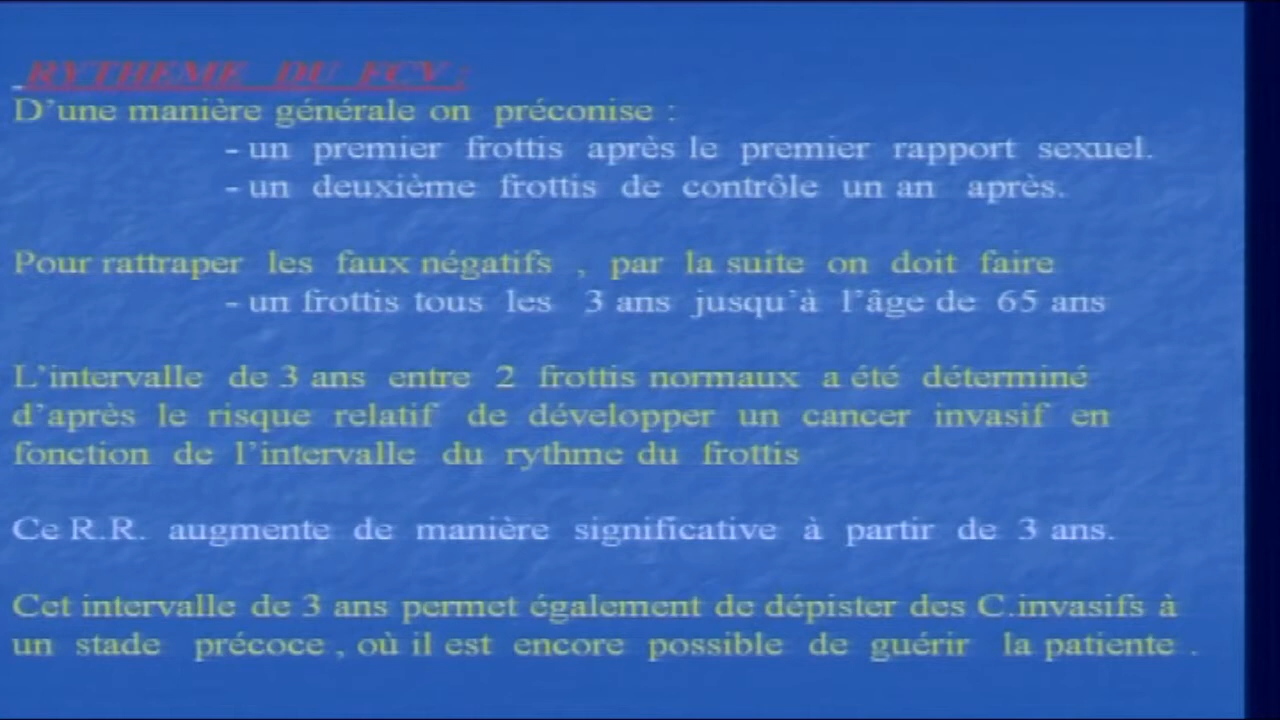 RYTHEME DU FCV :
D'une manière générale on préconise :
- un premier frottis après le premier rapport sexuel.
- un deuxième frottis de contrôle un an après.
Pour rattraper les faux négatifs , par la suite on doit faire
- un frottis tous les 3 ans jusqu'à l'âge de 65 ans
L'intervalle de 3 ans entre 2 frottis normaux a été déterminé
d'après le risque relatif de développer un cancer invasif en
fonction de l'intervalle du rythme du frottis
Ce R.R. augmente de manière significative à partir de 3 ans.
Cet intervalle de 3 ans permet également de dépister des C.invasifs à
un stade précoce , où il est encore possible de guérir la patiente .